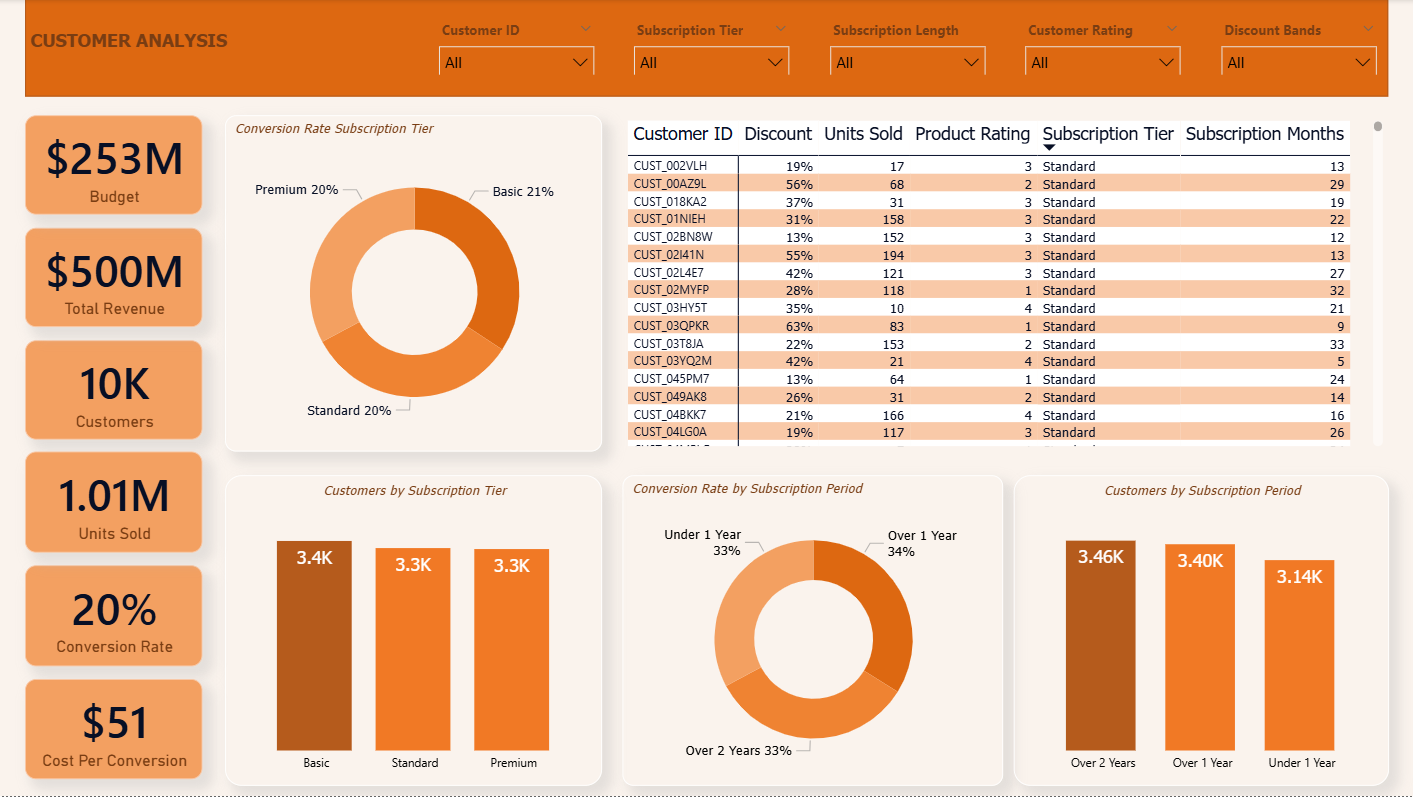 CUSTOMER ANALYSIS
Customer ID
All
Subscription Tier
All
Subscription Length
All
Customer Rating
All
Discount Bands
All
$253M
Budget
$500M
Total Revenue
10K
Customers
1.01M
Units Sold
20%
Conversion Rate
$51
Cost Per Conversion
Conversion Rate Subscription Tier
Premium 20%
Basic 21%
Standard 20%
Customer ID Discount Units Sold Product Rating Subscription Tier Subscription Months
CUST_002VLH 19% 17 3 Standard 13
CUST_00AZ9L 56% 68 2 Standard 29
CUST_018KA2 37% 31 3 Standard 19
CUST_01NIEH 31% 158 3 Standard 22
CUST_02BN8W 13% 152 3 Standard 12
CUST_02I41N 55% 194 3 Standard 13
CUST_02L4E7 42% 121 3 Standard 27
CUST_02MYFP 28% 118 1 Standard 32
CUST_03HY5T 35% 10 4 Standard 21
CUST_03QPKR 63% 83 1 Standard 9
CUST_03T8JA 22% 153 2 Standard 33
CUST_03YQ2M 42% 21 4 Standard 5
CUST_045PM7 13% 64 1 Standard 24
CUST_049AK8 26% 31 2 Standard 14
CUST_04BKK7 21% 166 4 Standard 16
CUST_04LG0A 19% 117 3 Standard 26
Customers by Subscription Tier
3.4K
3.3K
3.3K
Basic
Standard
Premium
Conversion Rate by Subscription Period
Under 1 Year
33%
Over 1 Year
34%
Over 2 Years 33%
Customers by Subscription Period
3.46K
3.40K
3.14K
Over 2 Years
Over 1 Year
Under 1 Year